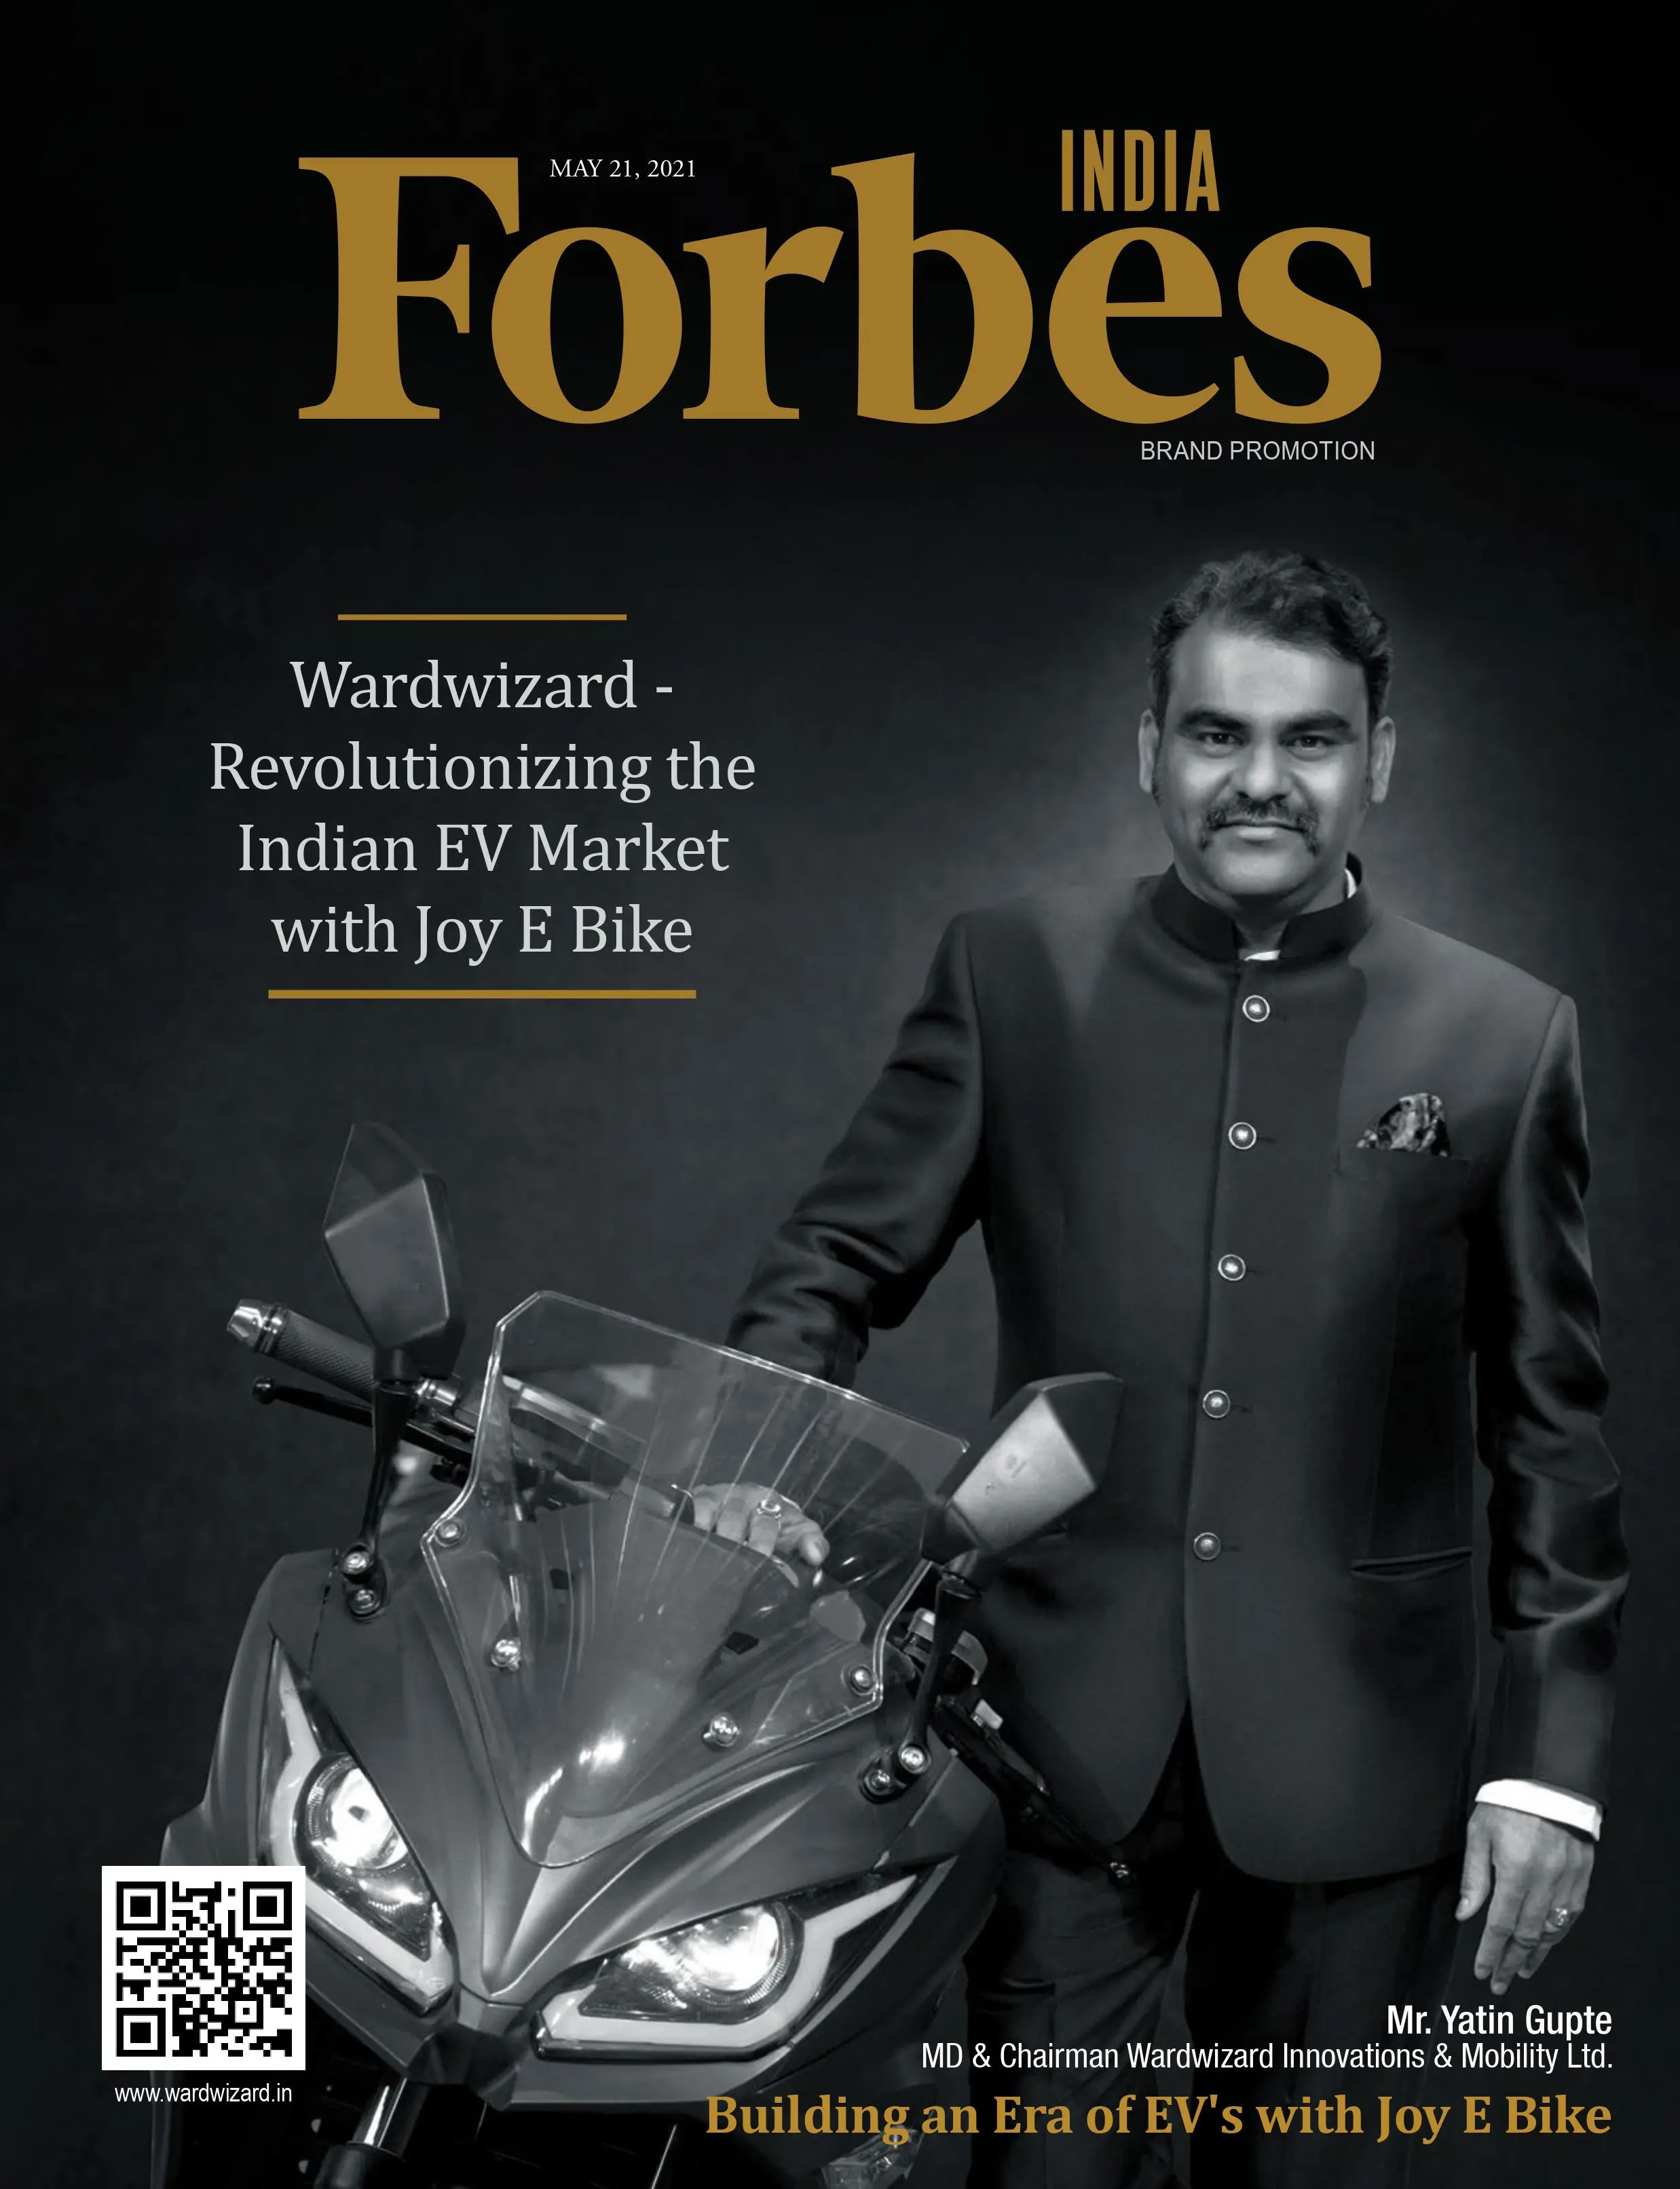 MAY 21, 2021
INDIA
Forbes
BRAND PROMOTION
Wardwizard -
Revolutionizing the
Indian EV Market
with Joy E Bike
www.wardwizard.in
Mr. Yatin Gupte
MD & Chairman Wardwizard Innovations & Mobility Ltd.
Building an Era of EV's with Joy E Bike